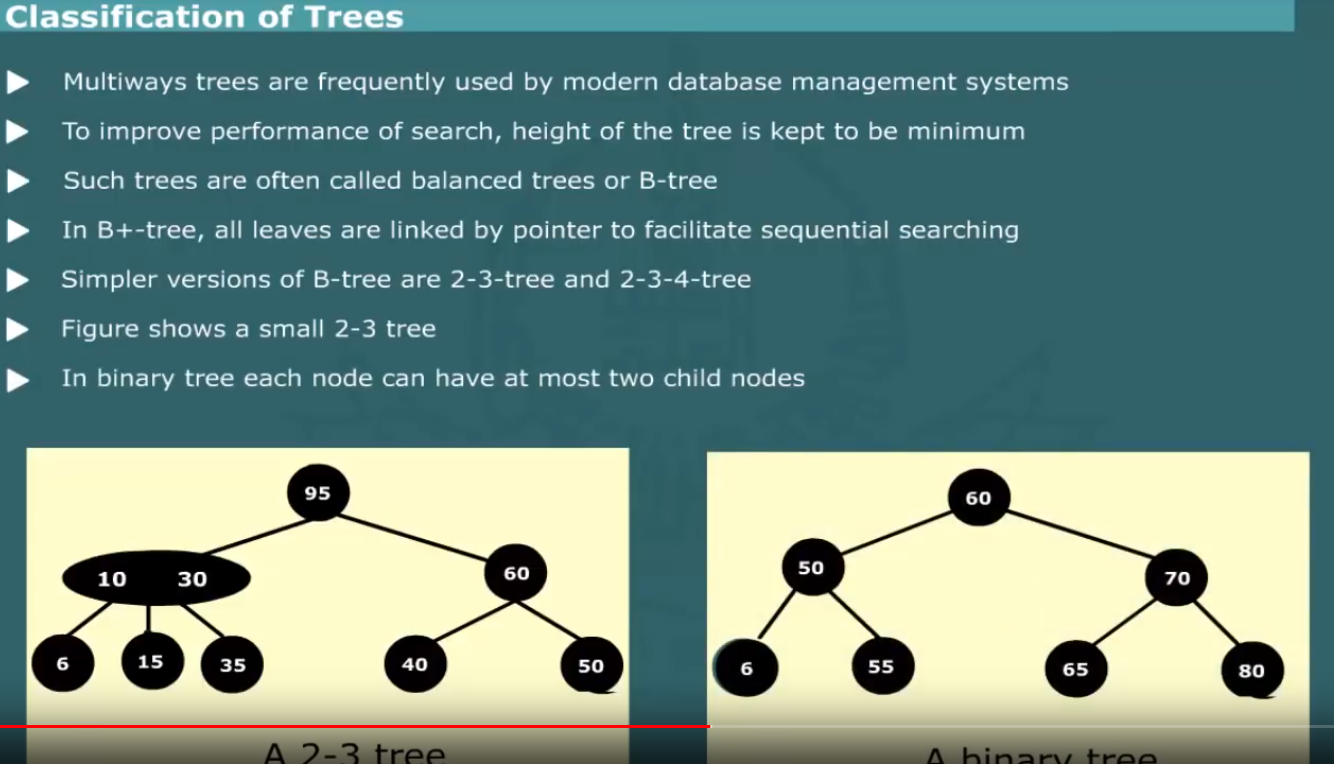 Classification of Trees
Multiways trees are frequently used by modern database management systems
To improve performance of search, height of the tree is kept to be minimum
Such trees are often called balanced trees or B-tree
In B+-tree, all leaves are linked by pointer to facilitate sequential searching
Simpler versions of B-tree are 2-3-tree and 2-3-4-tree
Figure shows a small 2-3 tree
In binary tree each node can have at most two child nodes
95
10 30
60
6 15 35 40 50
A 2-3 tree
60
50 70
6 55 65 80
A binary tree